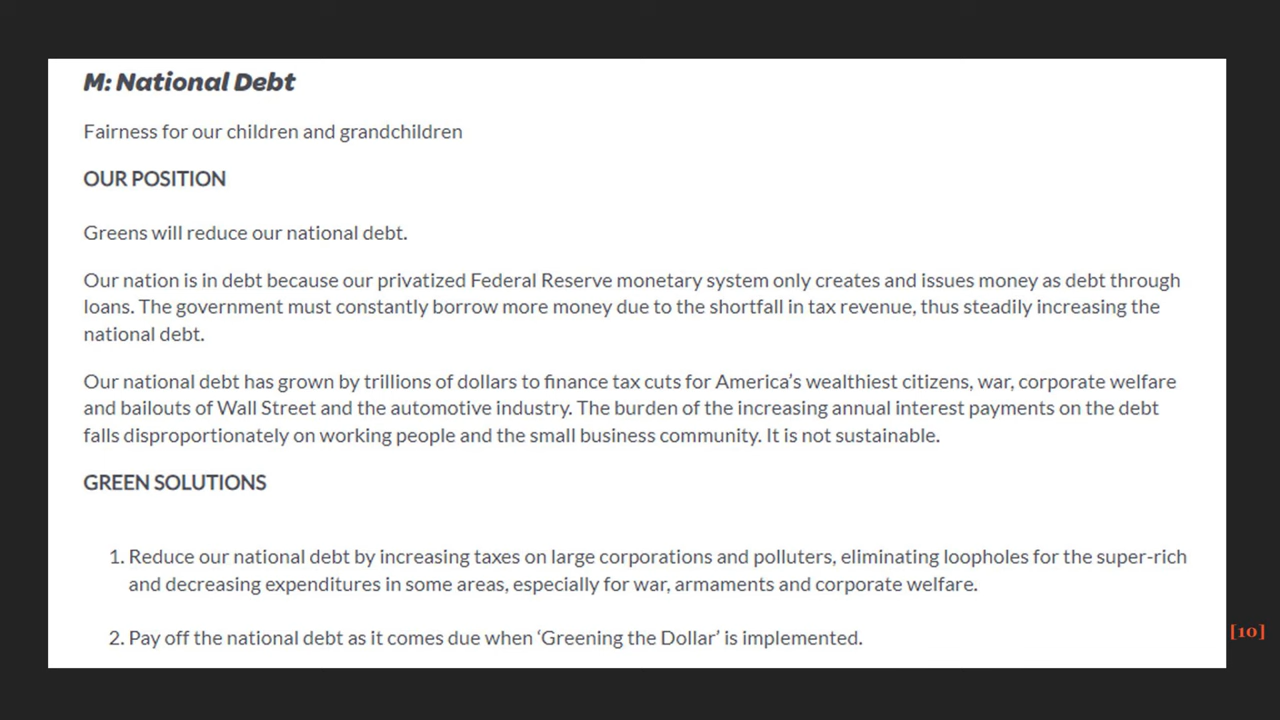 M: National Debt
Fairness for our children and grandchildren
OUR POSITION
Greens will reduce our national debt.
Our nation is in debt because our privatized Federal Reserve monetary system only creates and issues money as debt through
loans. The government must constantly borrow more money due to the shortfall in tax revenue, thus steadily increasing the
national debt.
Our national debt has grown by trillions of dollars to finance tax cuts for America’s wealthiest citizens, war, corporate welfare
and bailouts of Wall Street and the automotive industry. The burden of the increasing annual interest payments on the debt
falls disproportionately on working people and the small business community. It is not sustainable.
GREEN SOLUTIONS
1. Reduce our national debt by increasing taxes on large corporations and polluters, eliminating loopholes for the super-rich
and decreasing expenditures in some areas, especially for war, armaments and corporate welfare.
2. Pay off the national debt as it comes due when ‘Greening the Dollar’ is implemented.
[10]